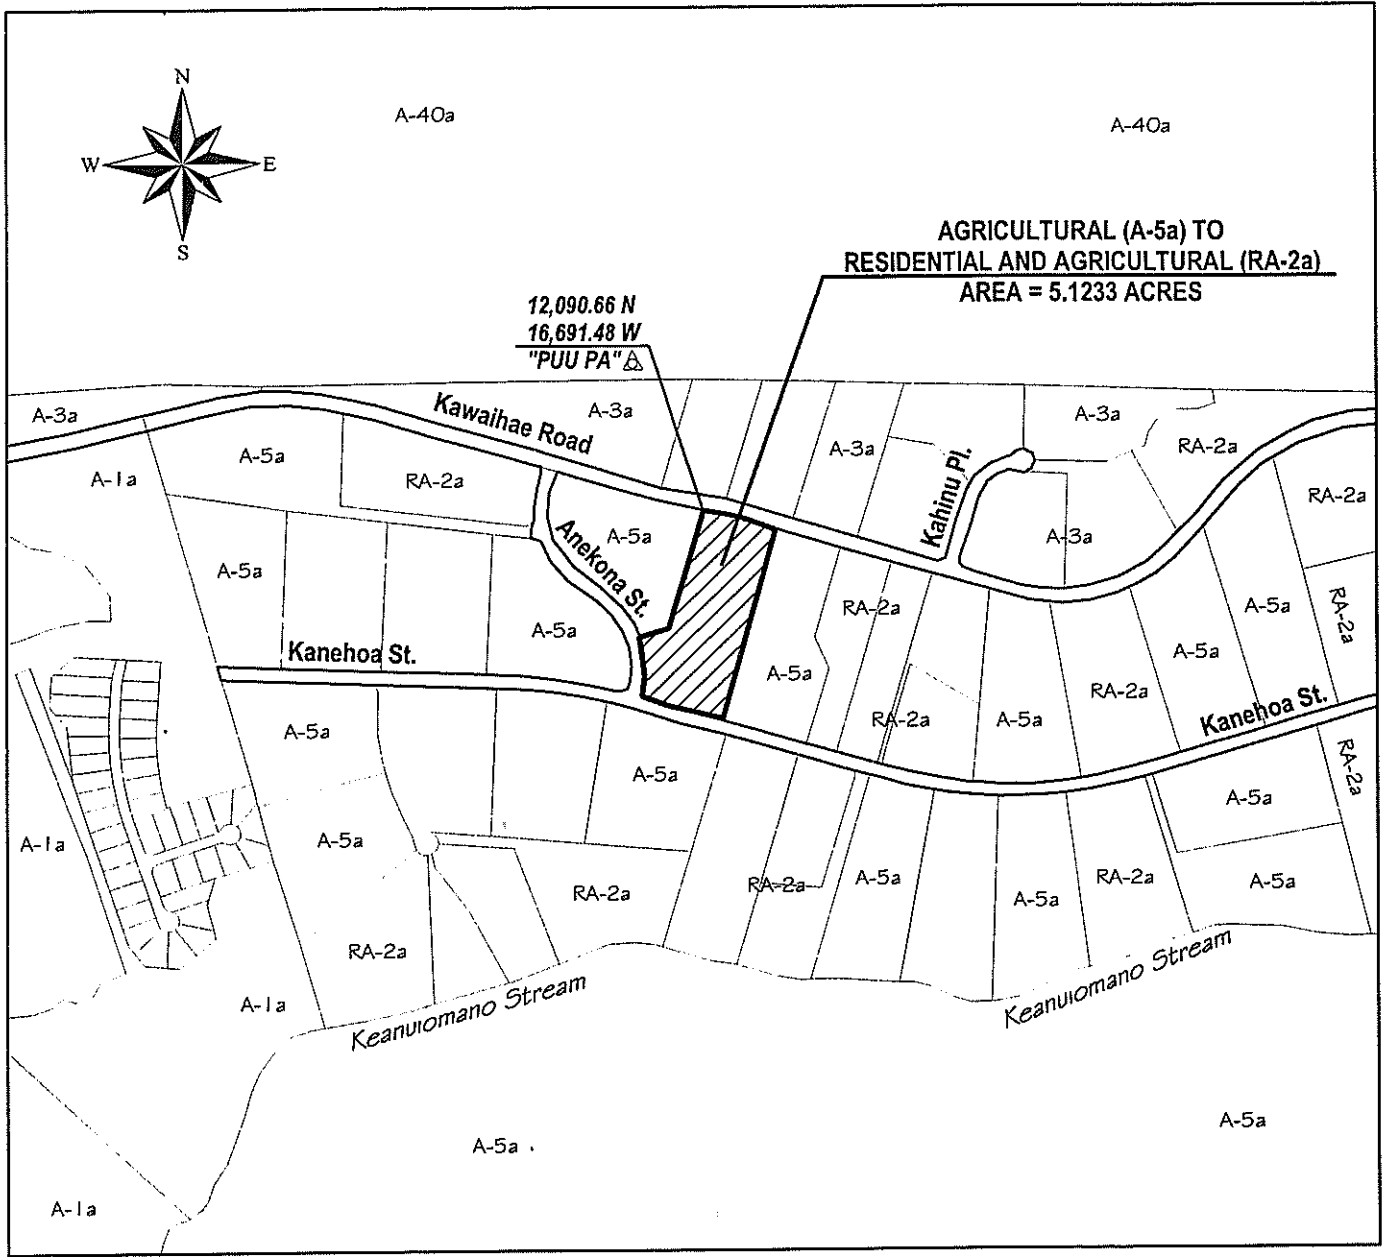 N
A-40a
A-40a
W
E
S
AGRICULTURAL (A-5a) TO
RESIDENTIAL AND AGRICULTURAL (RA-2a)
AREA = 5.1233 ACRES
12,090.66 N
16,691.48 W
"PUU PA"
A-3a
Kawaihae Road
A-3a
A-3a
A-3a
RA-2a
A-5a
A-1a
RA-2a
RA-2a
Kahinu Pl.
A-5a
A-3a
Anekona St.
A-5a
A-5a
RA-2a
A-5a
RA-2a
Kanehoa St.
A-5a
A-5a
RA-2a
RA-2a
A-5a
Kanehoa St.
A-5a
A-5a
RA-2a
A-5a
A-1a
A-5a
RA-2a
RA-2a
A-5a
A-5a
RA-2a
A-5a
RA-2a
A-1a
Keanuiomano Stream
Keanuiomano Stream
A-5a
A-5a
A-1a